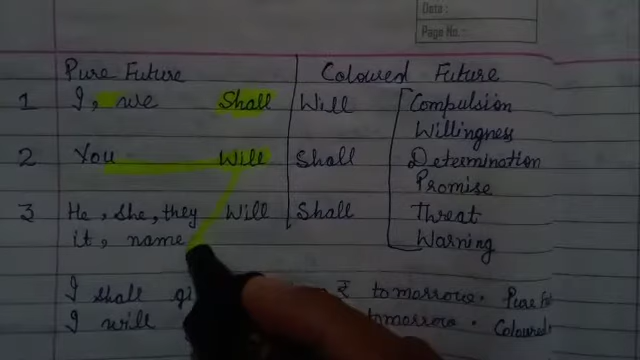 Date :
Page No. :
Pure Future Coloured Future
1 I, we Shall Will Compulsion
Willingness
2 You Will Shall Determination
Promise
3 He, she, they Will Shall Threat
it, name Warning
I shall ₹ tomorrow. Pure
I will tomorrow. Coloured